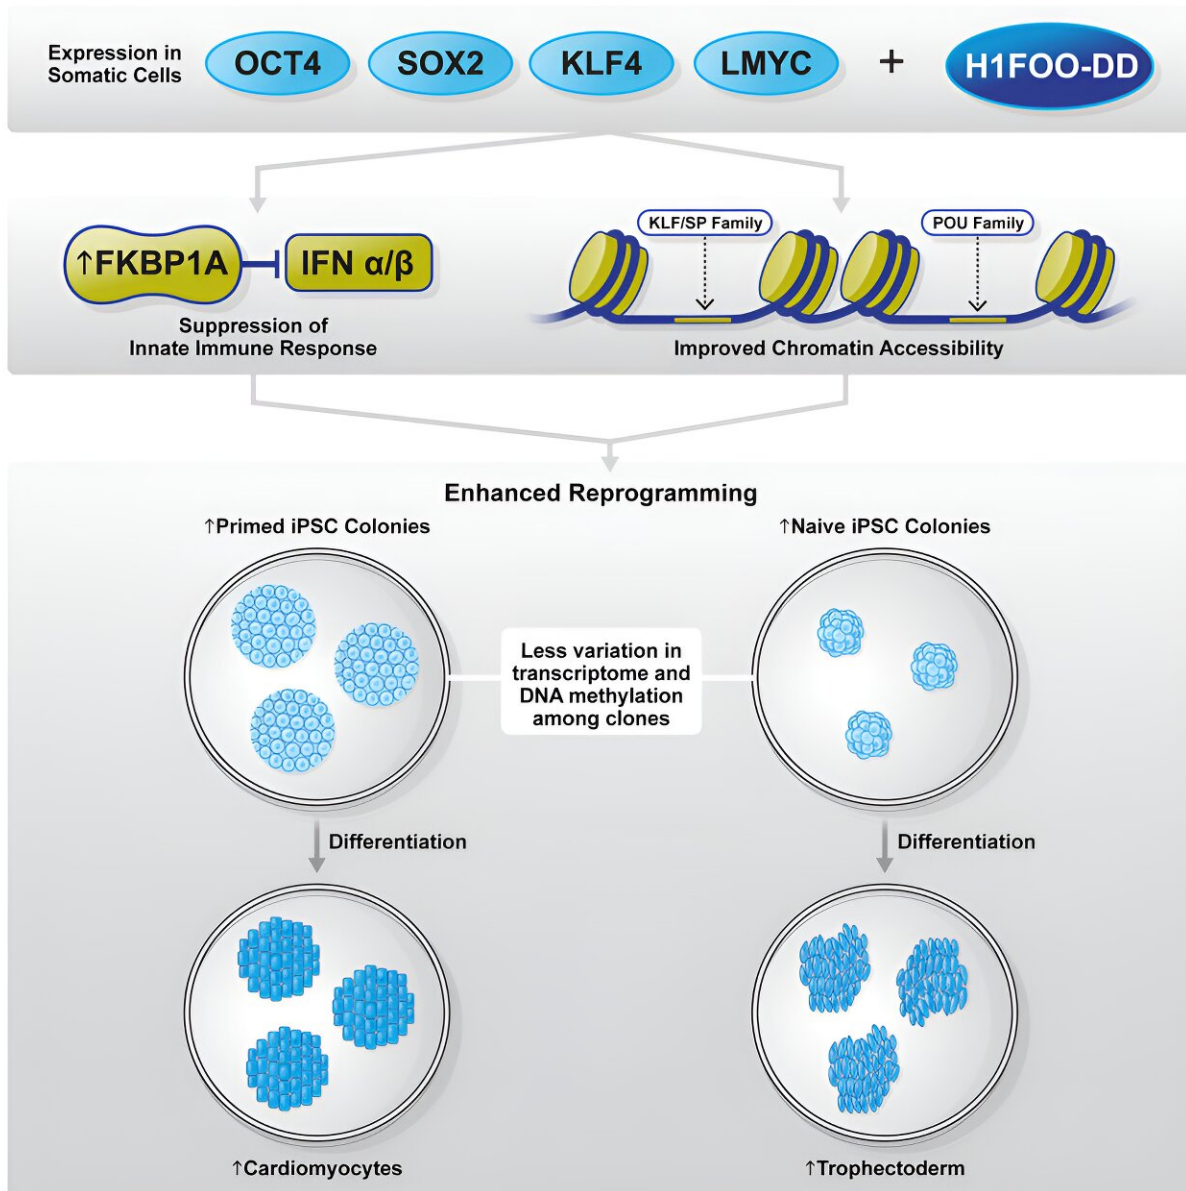 Expression in
Somatic Cells
OCT4
SOX2
KLF4
LMYC
+
H1FOO-DD
↑FKBP1A
IFN α/β
KLF/SP Family
POU Family
Suppression of
Innate Immune Response
Improved Chromatin Accessibility
Enhanced Reprogramming
↑Primed iPSC Colonies
↑Naive iPSC Colonies
Less variation in
transcriptome and
DNA methylation
among clones
Differentiation
Differentiation
↑Cardiomyocytes
↑Trophectoderm